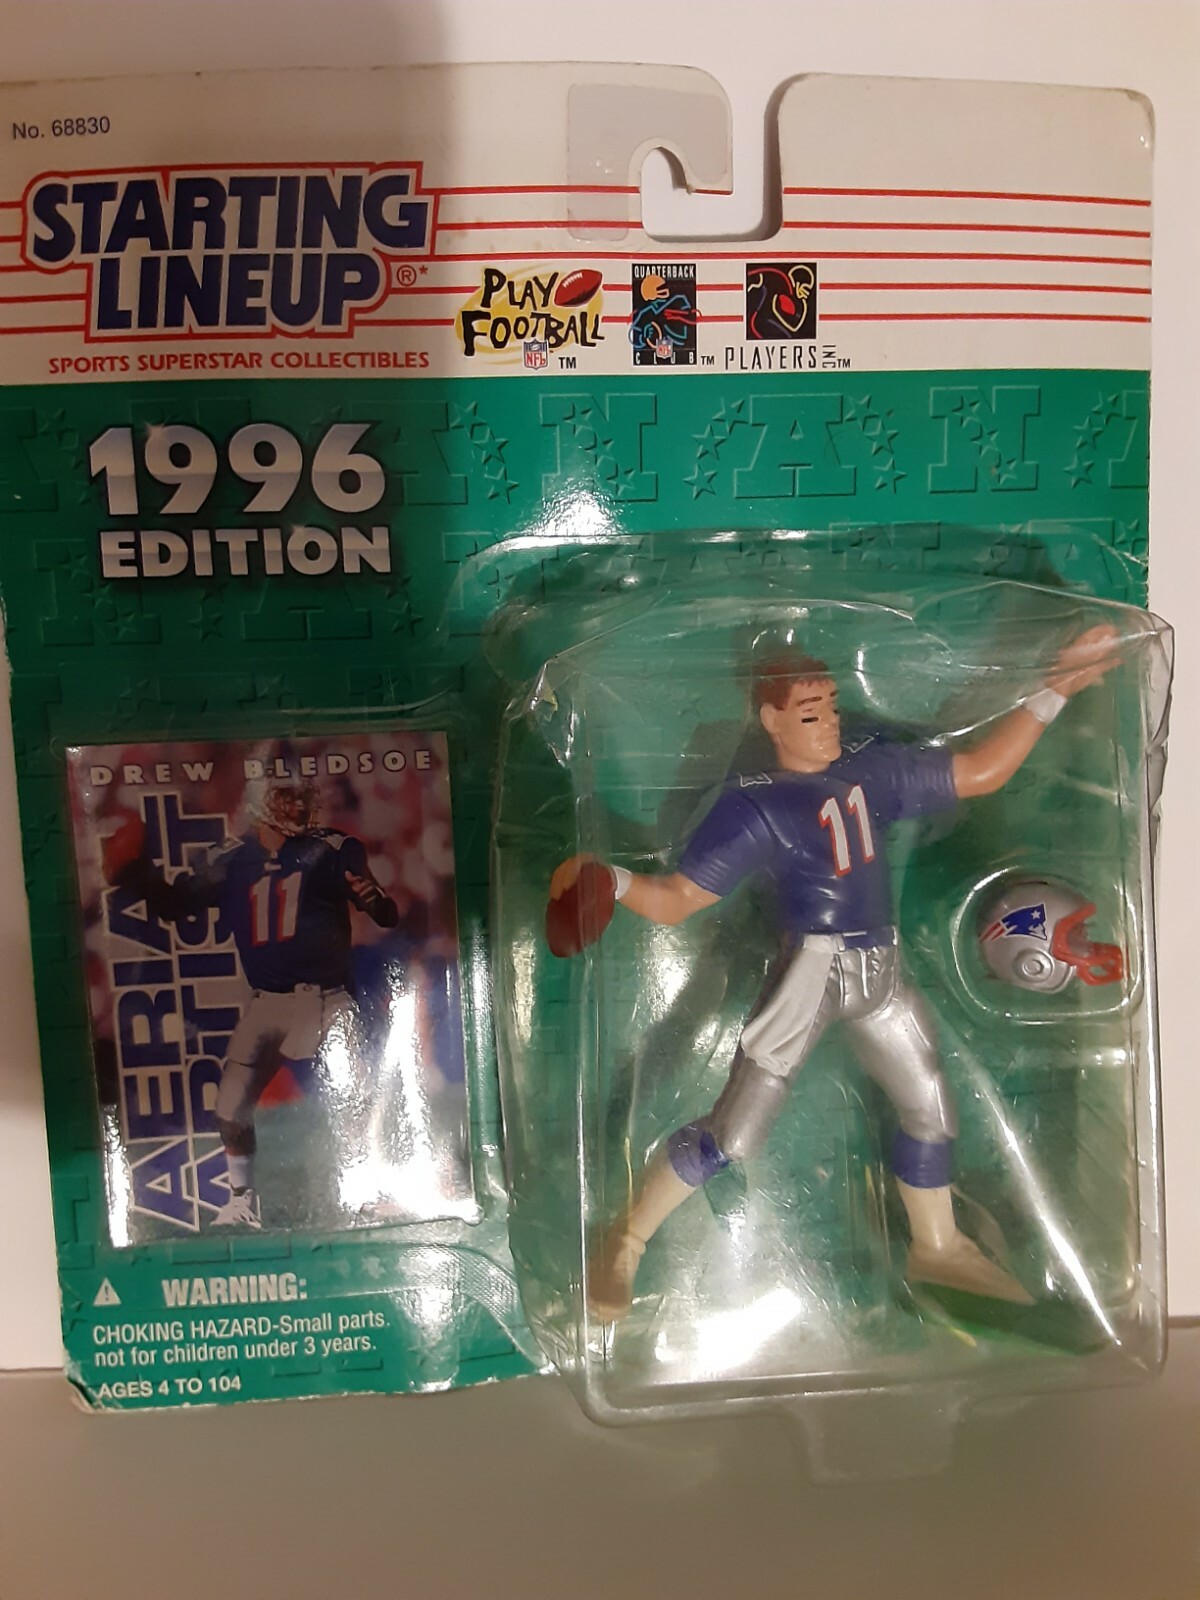 No. 68830
STARTING
LINEUP®*
SPORTS SUPERSTAR COLLECTIBLES
PLAY
FOOTBALL
NFL
TM
QUARTERBACK
CLUB
NFL
TM
PLAYERS INC TM
1996
EDITION
DREW BLEDSOE
AERIAL
ARTIST
11
11
WARNING:
CHOKING HAZARD-Small parts.
not for children under 3 years.
AGES 4 TO 104